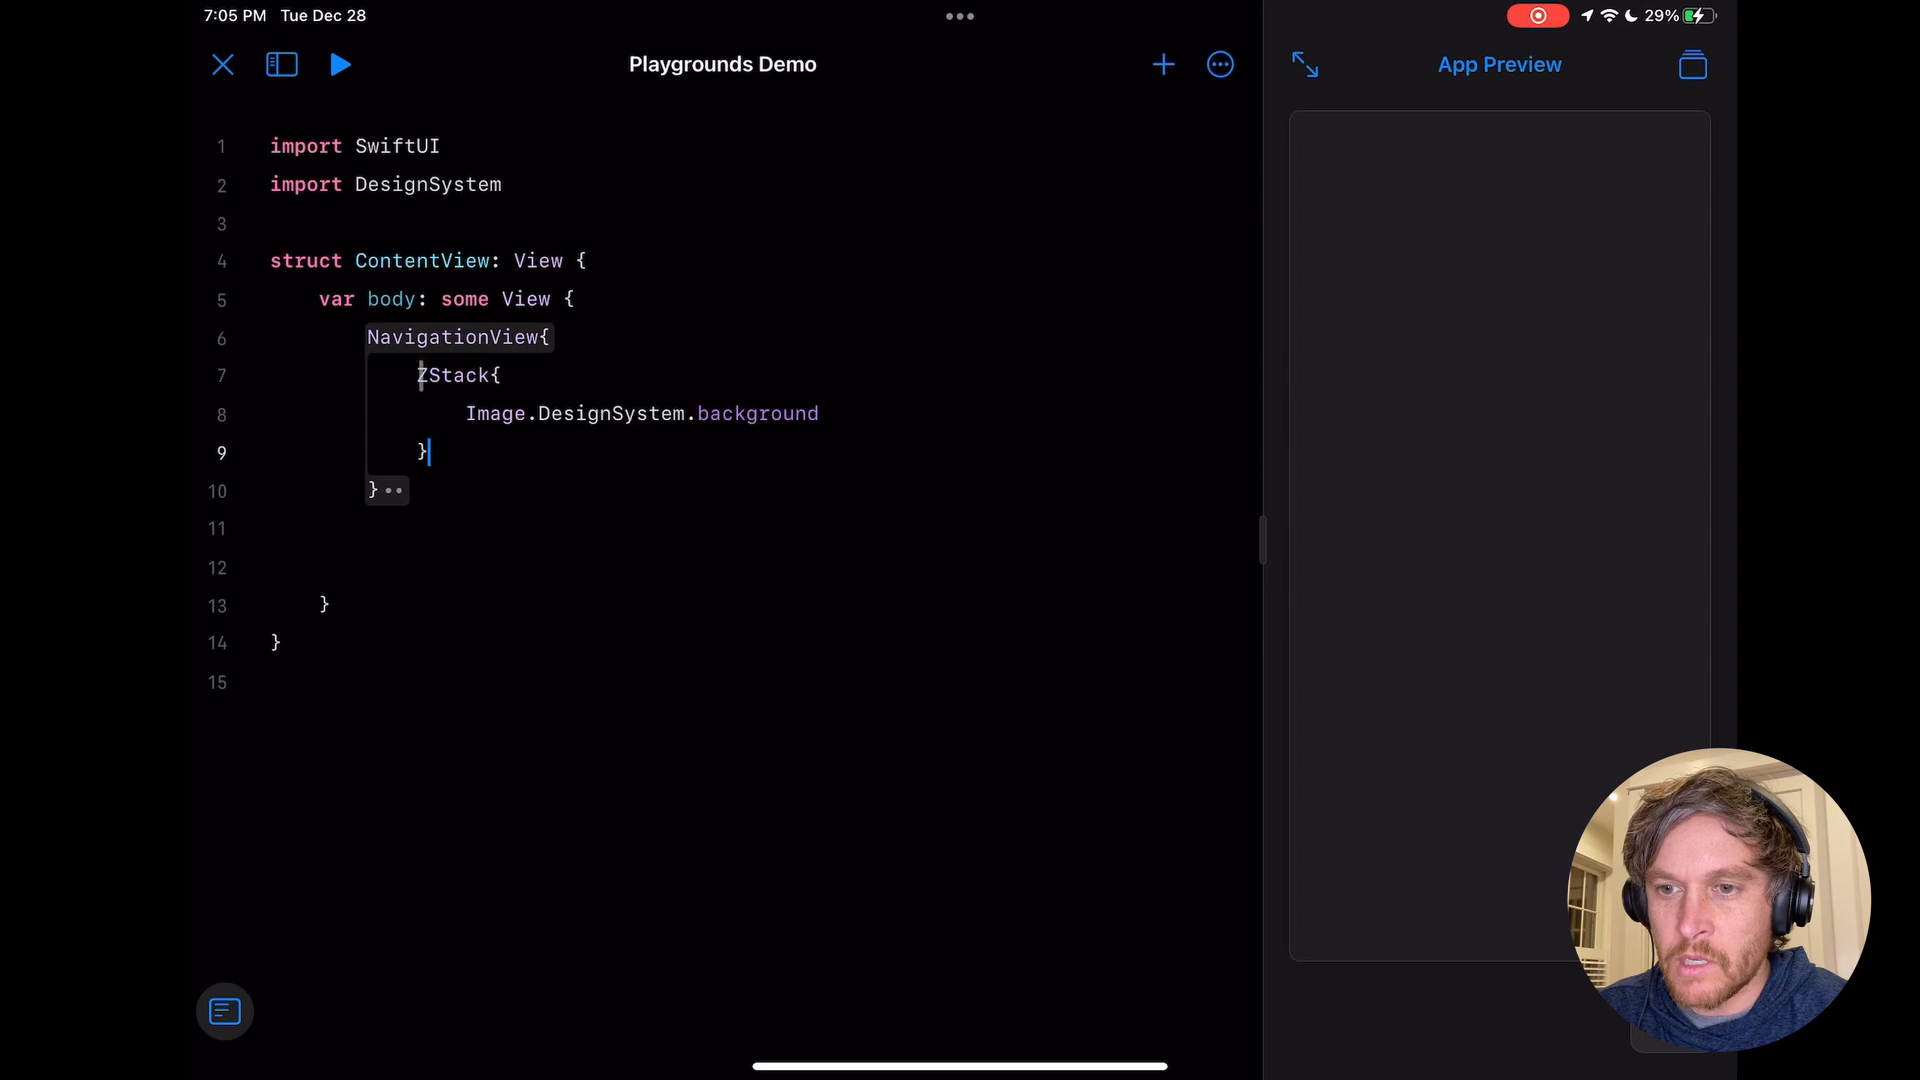 7:05 PM Tue Dec 28
29%
Playgrounds Demo
App Preview
1 import SwiftUI
2 import DesignSystem
3
4 struct ContentView: View {
5 var body: some View {
6 NavigationView{
7 ZStack{
8 Image.DesignSystem.background
9 }
10 }
11
12
13 }
14 }
15